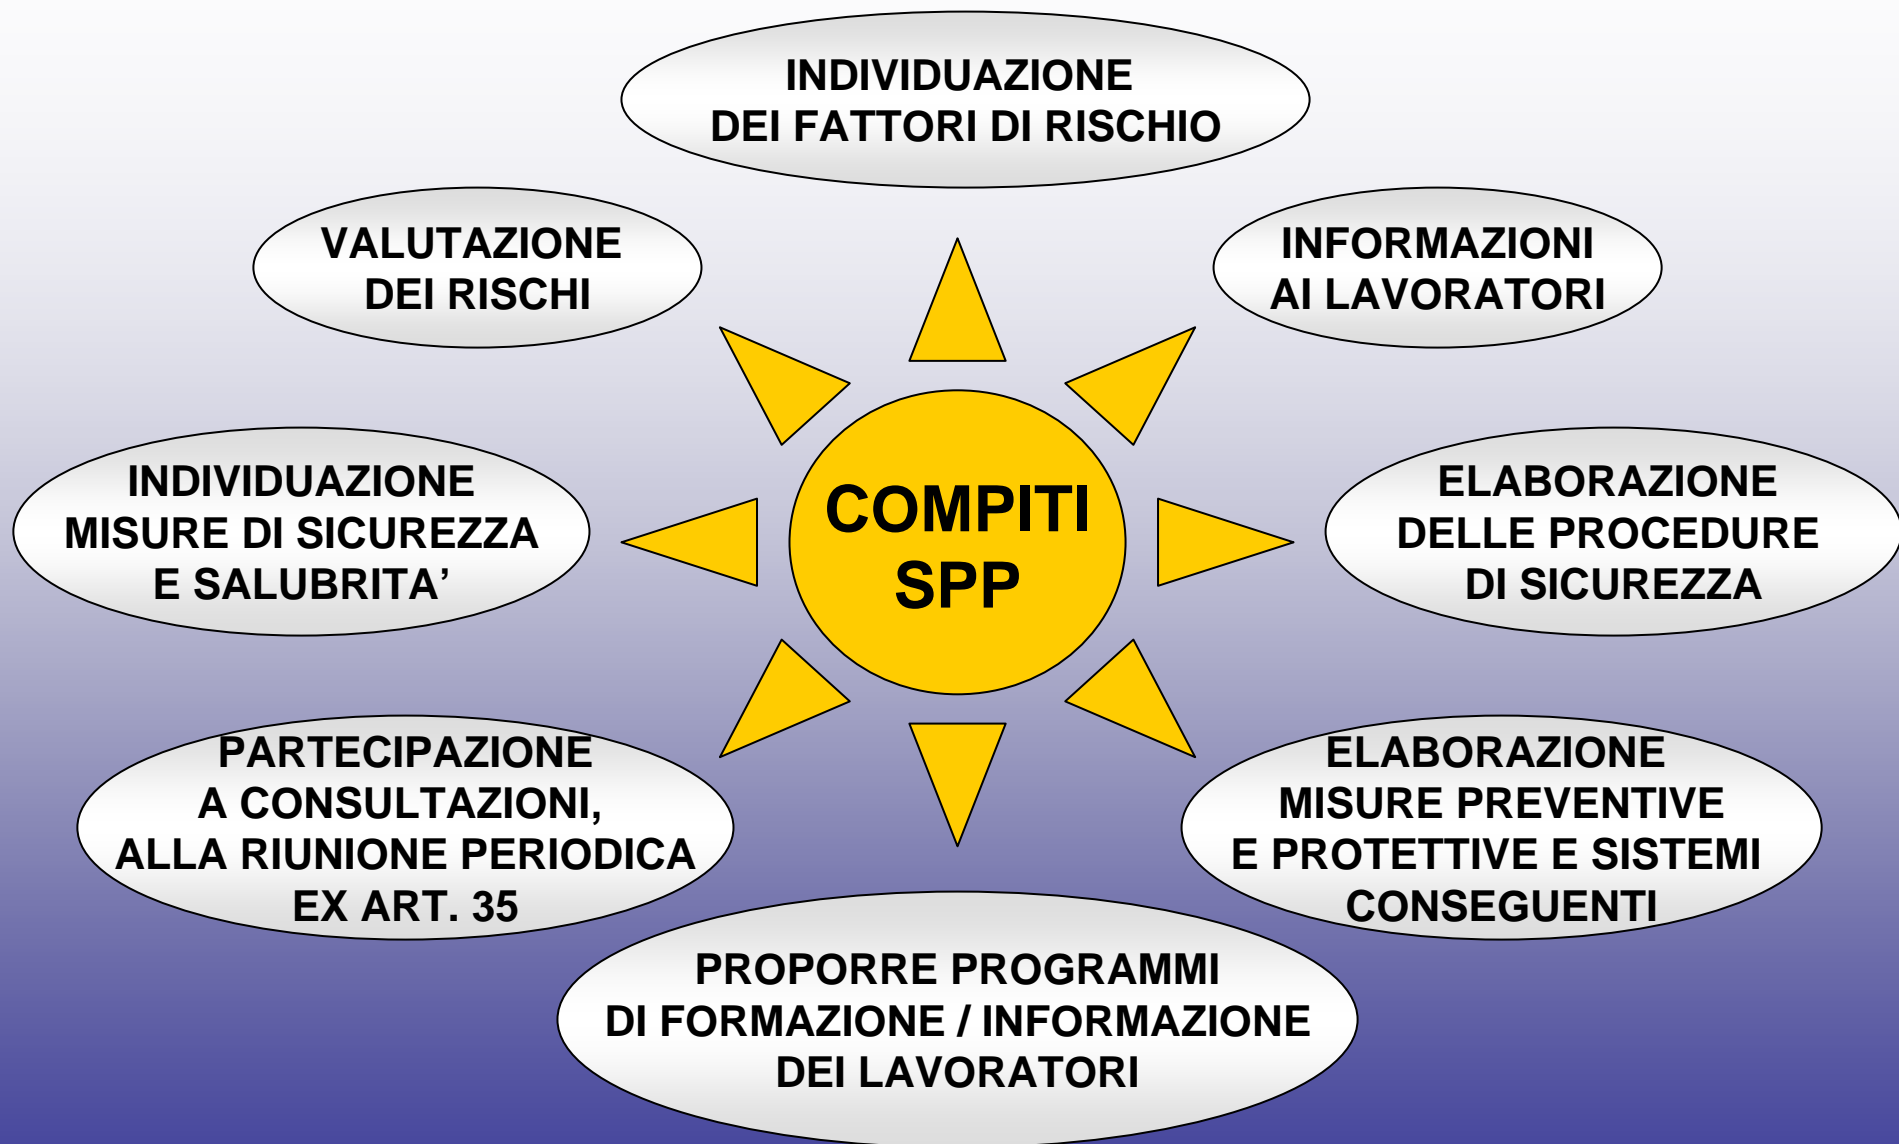 INDIVIDUAZIONE
DEI FATTORI DI RISCHIO
VALUTAZIONE
DEI RISCHI
INFORMAZIONI
AI LAVORATORI
INDIVIDUAZIONE
MISURE DI SICUREZZA
E SALUBRITA’
COMPITI
SPP
ELABORAZIONE
DELLE PROCEDURE
DI SICUREZZA
PARTECIPAZIONE
A CONSULTAZIONI,
ALLA RIUNIONE PERIODICA
EX ART. 35
ELABORAZIONE
MISURE PREVENTIVE
E PROTETTIVE E SISTEMI
CONSEGUENTI
PROPORRE PROGRAMMI
DI FORMAZIONE / INFORMAZIONE
DEI LAVORATORI